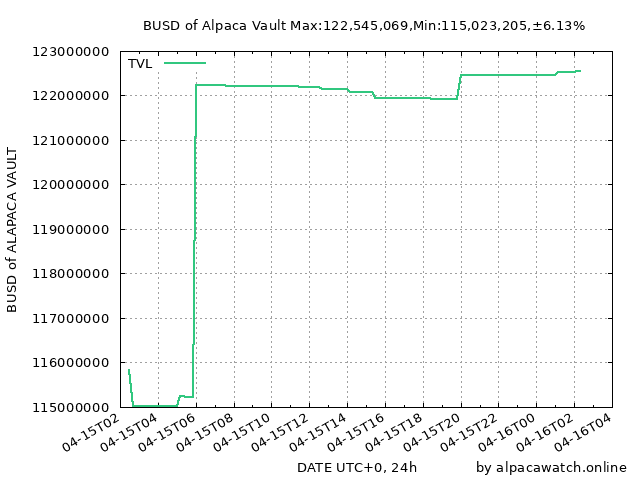 BUSD of Alpaca Vault Max:122,545,069,Min:115,023,205,±6.13%
TVL
123000000
122000000
121000000
120000000
119000000
118000000
117000000
116000000
115000000
BUSD of ALAPACA VAULT
04-15T02
04-15T04
04-15T06
04-15T08
04-15T10
04-15T12
04-15T14
04-15T16
04-15T18
04-15T20
04-15T22
04-16T00
04-16T02
04-16T04
DATE UTC+0, 24h
by alpacawatch.online